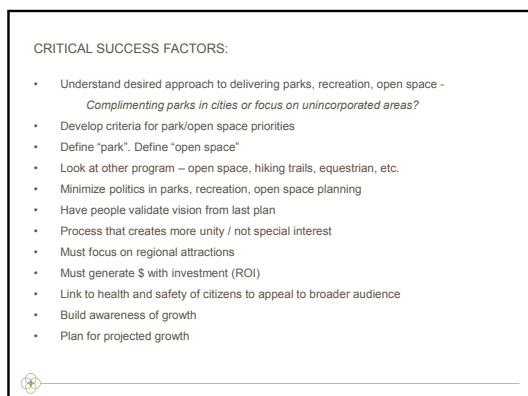 CRITICAL SUCCESS FACTORS:
• Understand desired approach to delivering parks, recreation, open space -
Complimenting parks in cities or focus on unincorporated areas?
• Develop criteria for park/open space priorities
• Define “park”. Define “open space”
• Look at other program – open space, hiking trails, equestrian, etc.
• Minimize politics in parks, recreation, open space planning
• Have people validate vision from last plan
• Process that creates more unity / not special interest
• Must focus on regional attractions
• Must generate $ with investment (ROI)
• Link to health and safety of citizens to appeal to broader audience
• Build awareness of growth
• Plan for projected growth